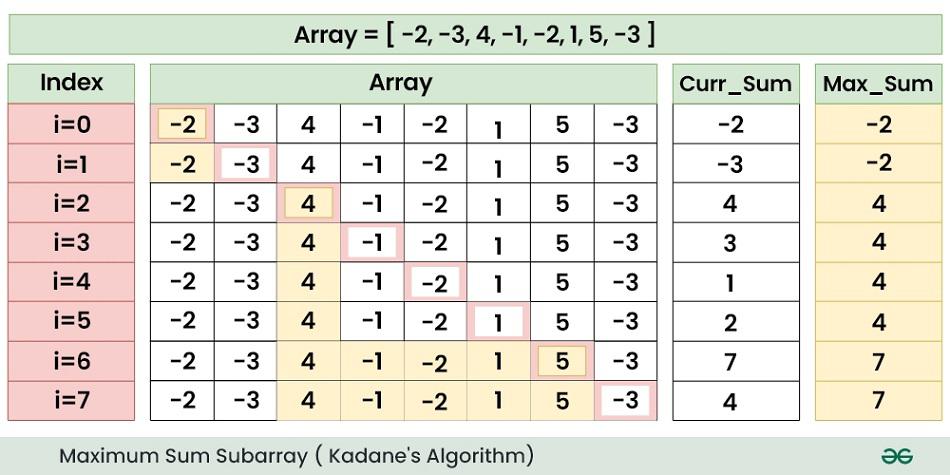 Array = [ -2, -3, 4, -1, -2, 1, 5, -3 ]
Index Array Curr_Sum Max_Sum
i=0 -2 -3 4 -1 -2 1 5 -3 -2 -2
i=1 -2 -3 4 -1 -2 1 5 -3 -3 -2
i=2 -2 -3 4 -1 -2 1 5 -3 4 4
i=3 -2 -3 4 -1 -2 1 5 -3 3 4
i=4 -2 -3 4 -1 -2 1 5 -3 1 4
i=5 -2 -3 4 -1 -2 1 5 -3 2 4
i=6 -2 -3 4 -1 -2 1 5 -3 7 7
i=7 -2 -3 4 -1 -2 1 5 -3 4 7
Maximum Sum Subarray ( Kadane's Algorithm)